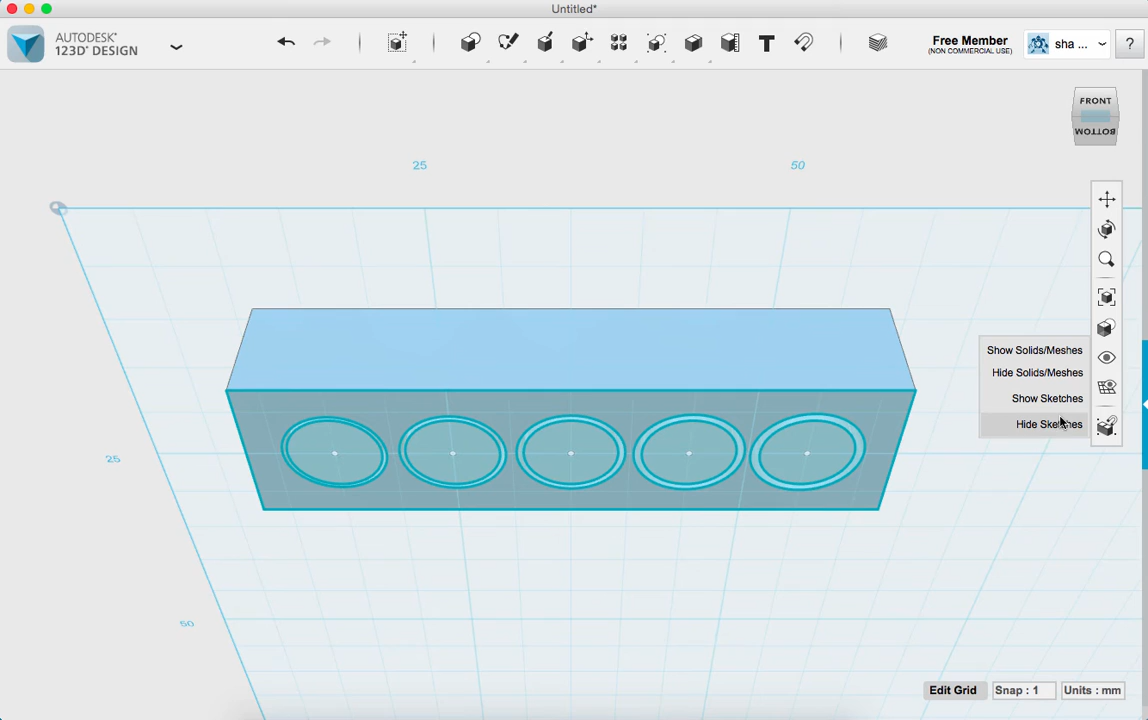 Untitled*
AUTODESK®
123D® DESIGN
Free Member
(NON COMMERCIAL USE)
sha ...
?
FRONT
BOTTOM
25
50
25
50
Show Solids/Meshes
Hide Solids/Meshes
Show Sketches
Hide Sketches
Edit Grid
Snap : 1
Units : mm